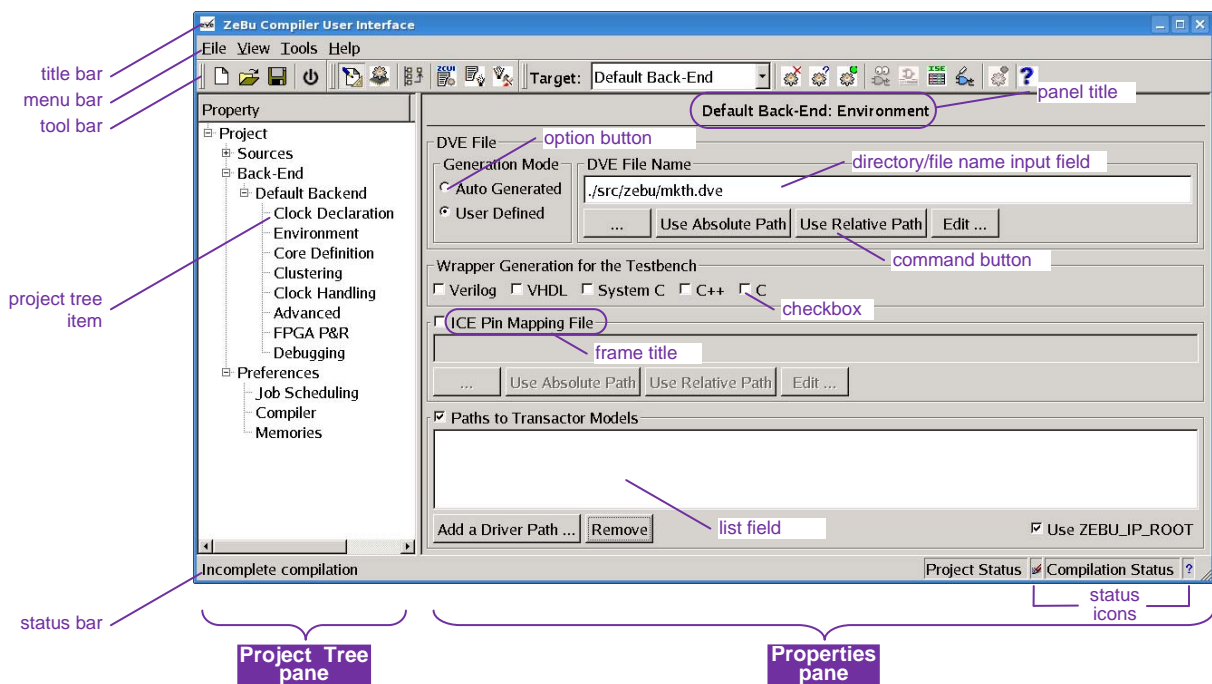 ZeBu Compiler User Interface
File View Tools Help
title bar
menu bar
tool bar
Target: Default Back-End
panel title
Property
Project
Sources
Back-End
Default Backend
Clock Declaration
Environment
Core Definition
Clustering
Clock Handling
Advanced
FPGA P&R
Debugging
Preferences
Job Scheduling
Compiler
Memories
project tree
item
Default Back-End: Environment
DVE File
option button
Generation Mode
Auto Generated
User Defined
DVE File Name
directory/file name input field
./src/zebu/mkth.dve
... Use Absolute Path Use Relative Path Edit ...
command button
Wrapper Generation for the Testbench
Verilog VHDL System C C++ C
checkbox
ICE Pin Mapping File
frame title
... Use Absolute Path Use Relative Path Edit ...
Paths to Transactor Models
list field
Add a Driver Path ... Remove
Use ZEBU_IP_ROOT
Incomplete compilation
Project Status Compilation Status ?
status bar
status
icons
Project Tree
pane
Properties
pane